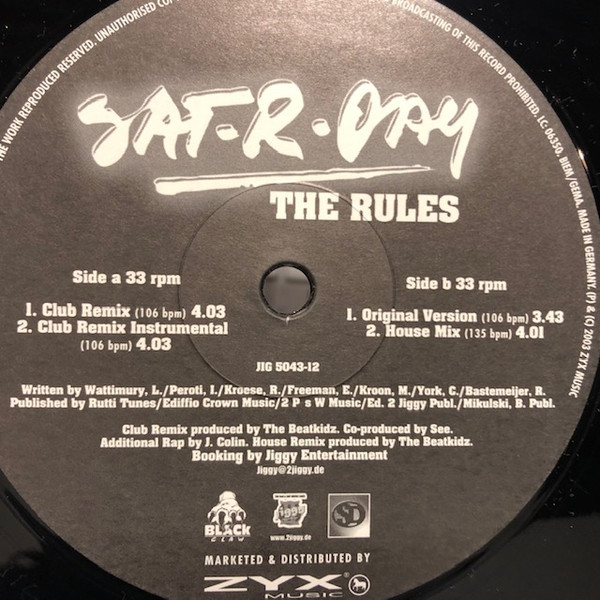 THE WORK REPRODUCED RESERVED. UNAUTHORISED
BROADCASTING OF THIS RECORD PROHIBITED. LC: 06350. BIEM/GEMA. MADE IN GERMANY. (P) & (C) 2003 ZYX MUSIC
SAT-R-DAY
THE RULES
Side a 33 rpm
1. Club Remix (106 bpm) 4.03
2. Club Remix Instrumental
(106 bpm) 4.03
Side b 33 rpm
1. Original Version (106 bpm) 3.43
2. House Mix (135 bpm) 4.01
JIG 5043-12
Written by Wattimury, L./Peroti, I./Kroese, R./Freeman, E./Kroon, M./York, C./Bastemeijer, R.
Published by Rutti Tunes/Ediffio Crown Music/2 P s W Music/Ed. 2 Jiggy Publ./Mikulski, B. Publ.
Club Remix produced by The Beatkidz. Co-produced by See.
Additional Rap by J. Colin. House Remix produced by The Beatkidz.
Booking by Jiggy Entertainment
Jiggy@2jiggy.de
BLACK
CLAW
Jiggy
www.2jiggy.de
SD
MARKETED & DISTRIBUTED BY
ZYX®
MUSIC